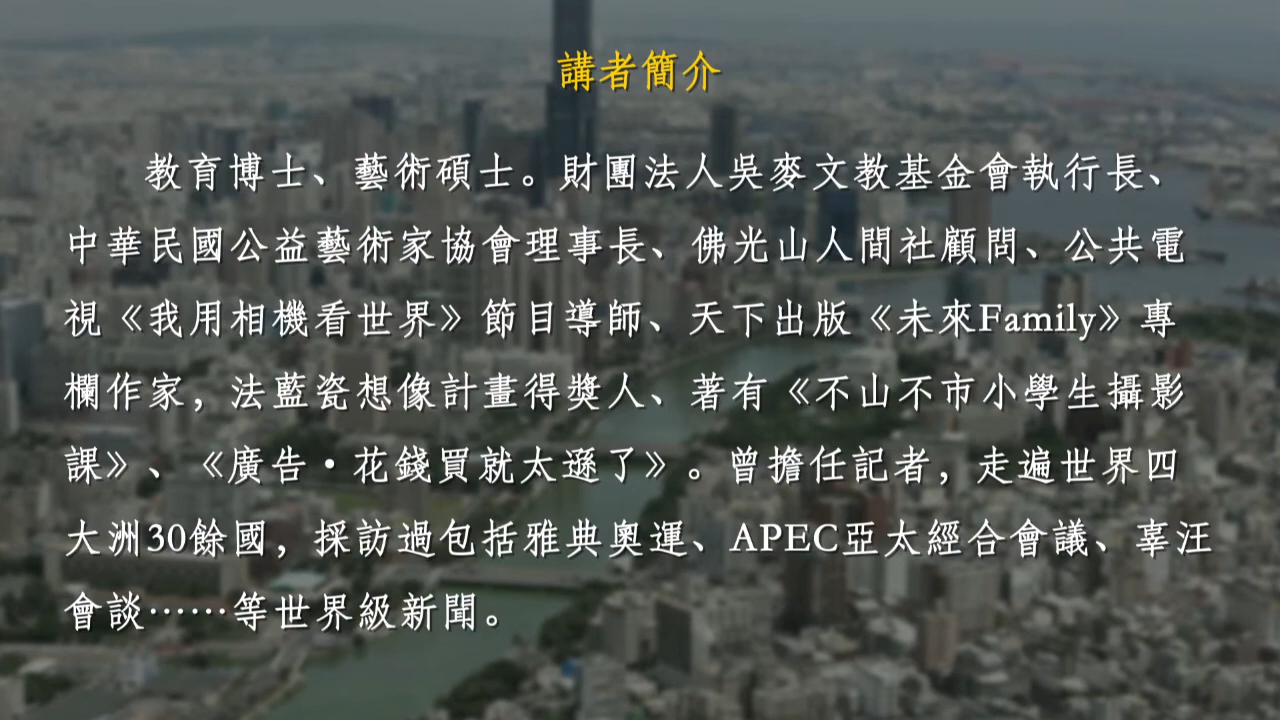 講者簡介
教育博士、藝術碩士。財團法人吳麥文教基金會執行長、
中華民國公益藝術家協會理事長、佛光山人間社顧問、公共電
視《我用相機看世界》節目導師、天下出版《未來Family》專
欄作家，法藍瓷想像計畫得獎人、著有《不山不市小學生攝影
課》、《廣告·花錢買就太遜了》。曾擔任記者，走遍世界四
大洲30餘國，採訪過包括雅典奧運、APEC亞太經合會議、辜汪
會談……等世界級新聞。